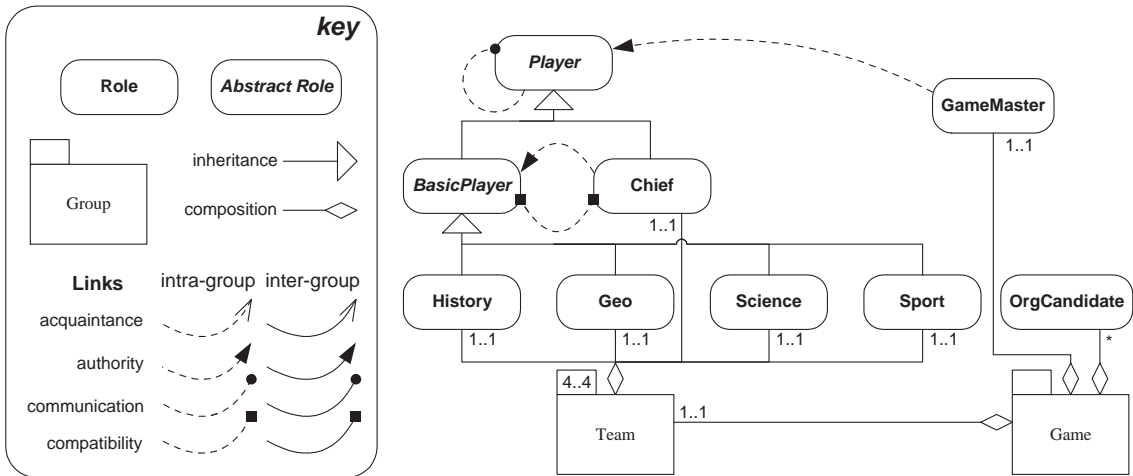 key
Role
Abstract Role
Group
inheritance
composition
Links
intra-group
inter-group
acquaintance
authority
communication
compatibility
Player
GameMaster
1..1
BasicPlayer
Chief
1..1
History
Geo
Science
Sport
OrgCandidate
1..1
1..1
1..1
1..1
*
4..4
Team
1..1
Game